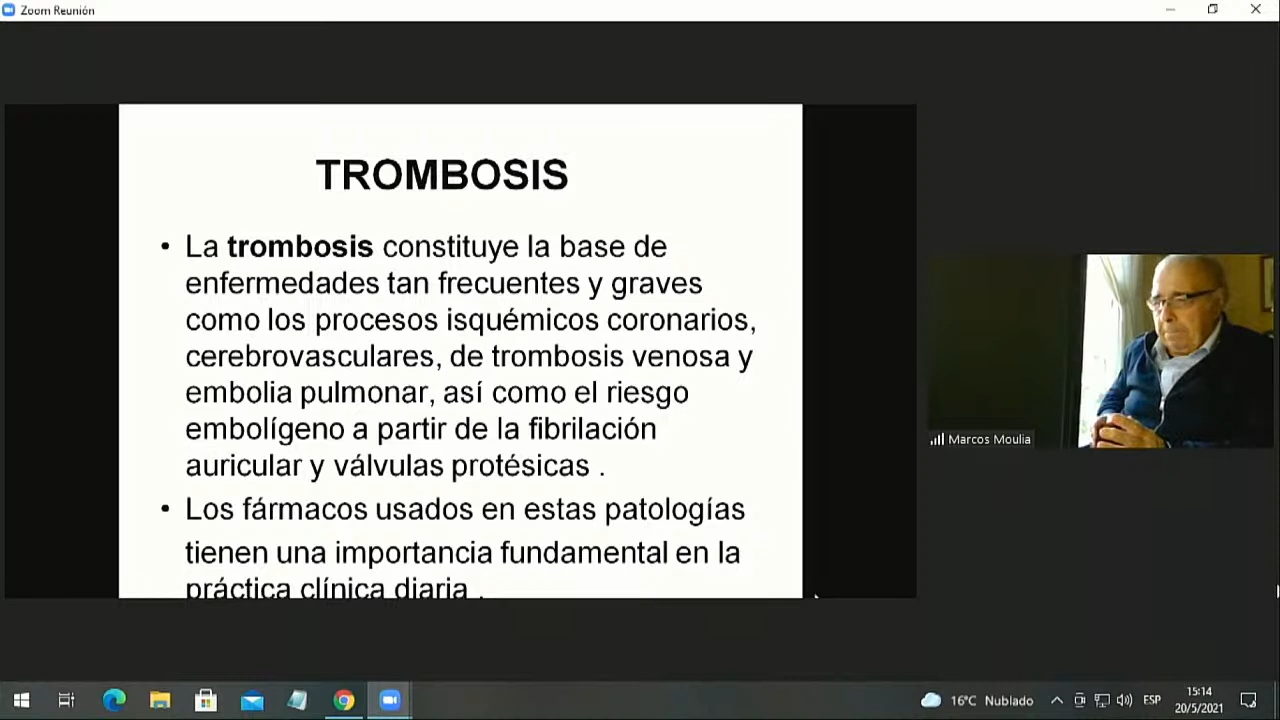 Zoom Reunión
TROMBOSIS
• La trombosis constituye la base de
enfermedades tan frecuentes y graves
como los procesos isquémicos coronarios,
cerebrovasculares, de trombosis venosa y
embolia pulmonar, así como el riesgo
embolígeno a partir de la fibrilación
auricular y válvulas protésicas .
• Los fármacos usados en estas patologías
tienen una importancia fundamental en la
práctica clínica diaria .
Marcos Moulia
16°C Nublado
ESP
15:14
20/5/2021